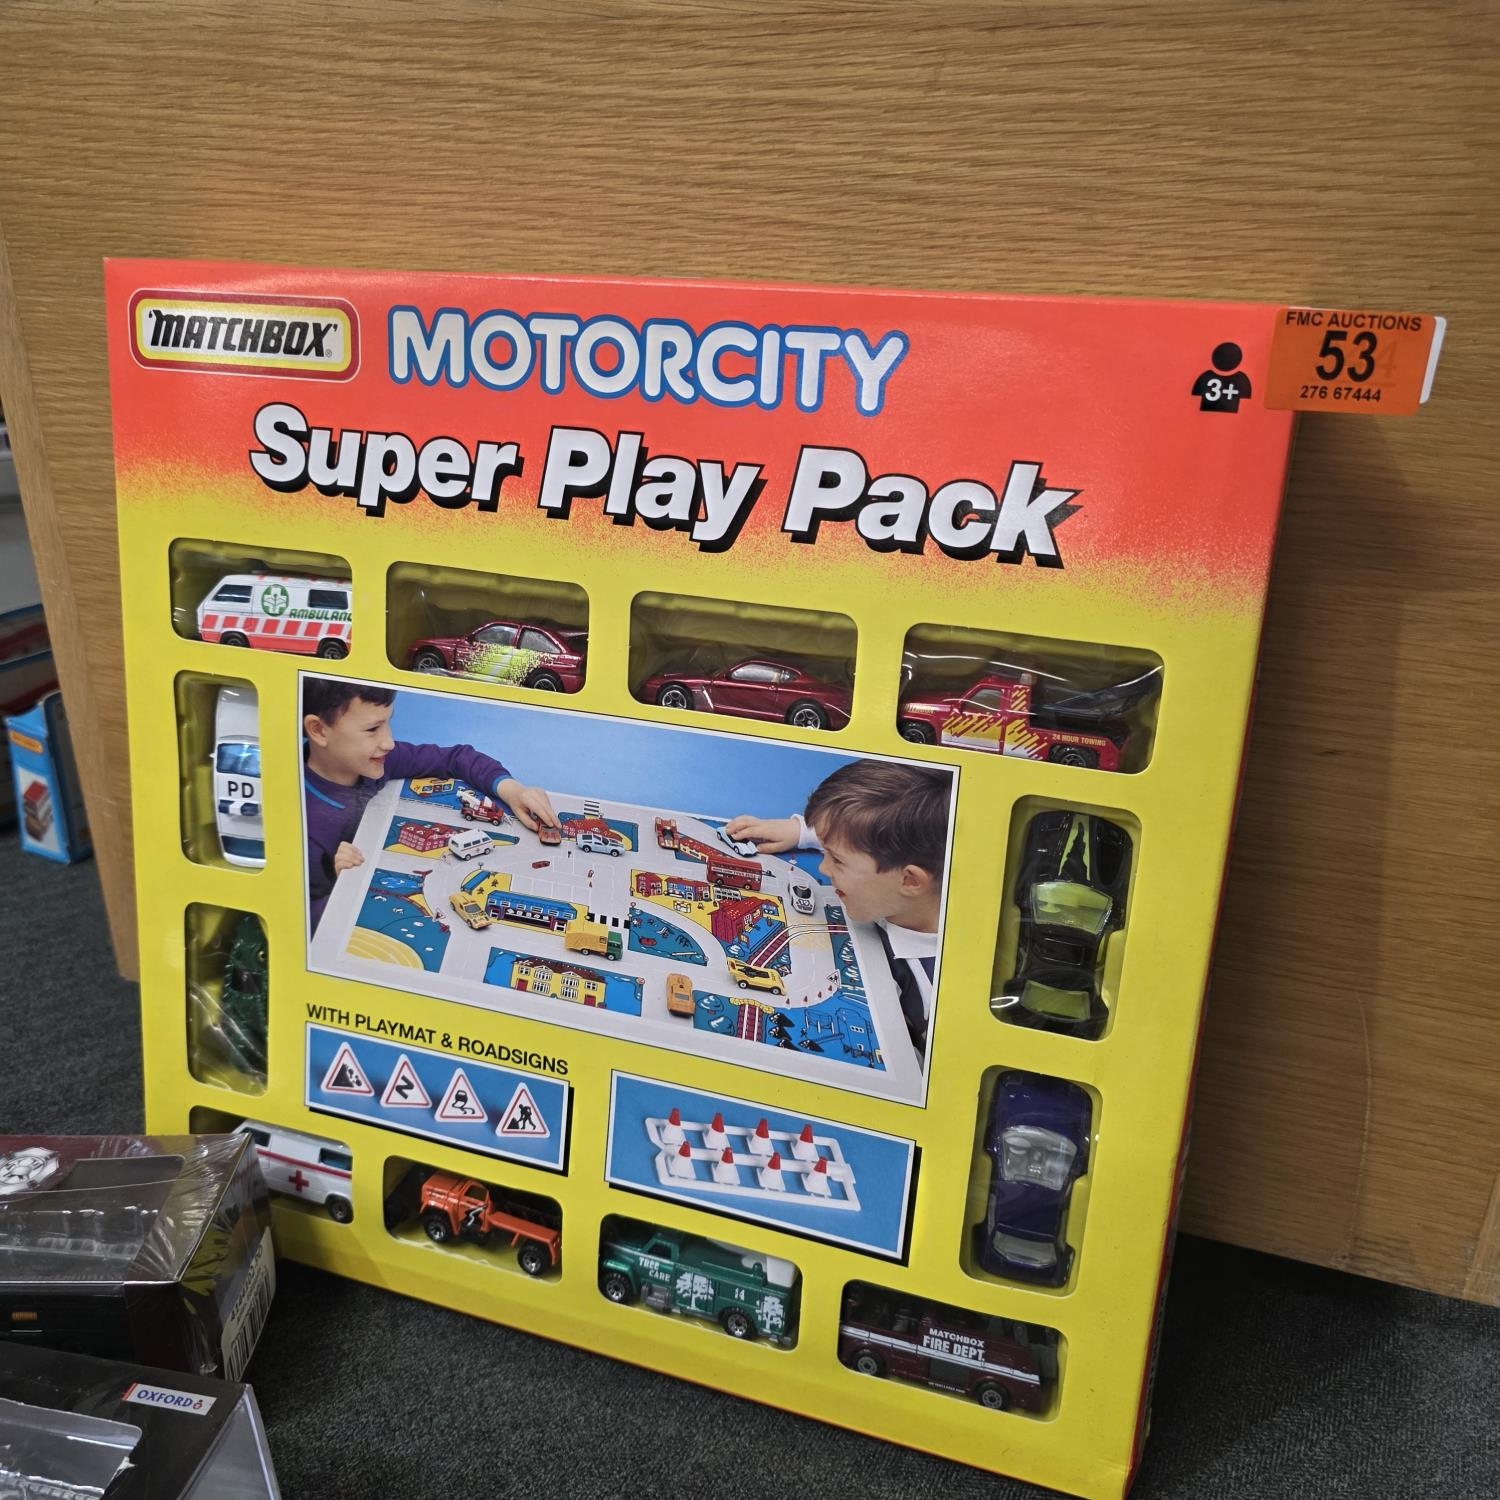 'MATCHBOX'®
MOTORCITY
Super Play Pack
3+
FMC AUCTIONS
53
276 67444
AMBULANC
24 HOUR TOWING
PD
WITH PLAYMAT & ROADSIGNS
TREE
CARE
14
MATCHBOX
FIRE DEPT.
OXFORD